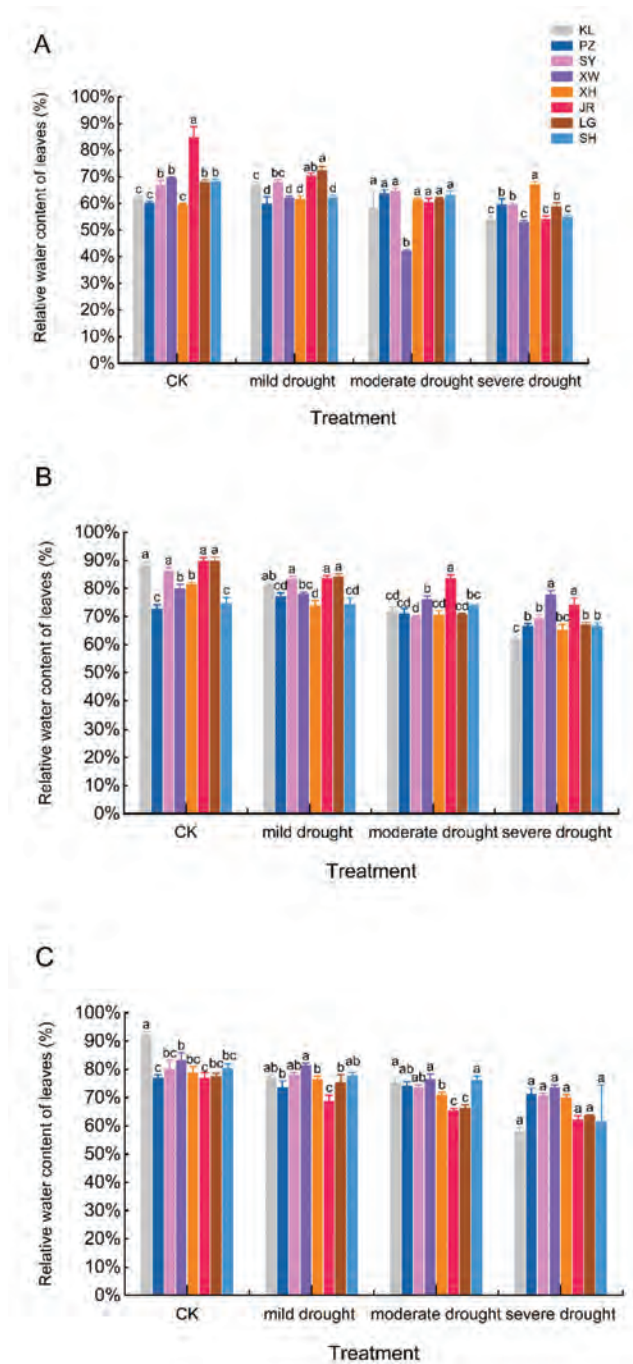 A
KL
PZ
SY
XW
XH
JR
LG
SH
Relative water content of leaves (%)
100%
90%
80%
70%
60%
50%
40%
30%
20%
10%
0%
c c b b c a b b
c d bc c d ab a d
a a a b a a a a
c b b c a c b c
CK mild drought moderate drought severe drought
Treatment
B
Relative water content of leaves (%)
100%
90%
80%
70%
60%
50%
40%
30%
20%
10%
0%
a c a b b a a c
ab cd a bc d a a cd
cd cd d b cd a cd bc
c b b a bc a b b
CK mild drought moderate drought severe drought
Treatment
C
Relative water content of leaves (%)
100%
90%
80%
70%
60%
50%
40%
30%
20%
10%
0%
a c bc b bc c bc bc
ab b ab a b c b ab
a ab ab a b c c a
a a a a a a a a
CK mild drought moderate drought severe drought
Treatment